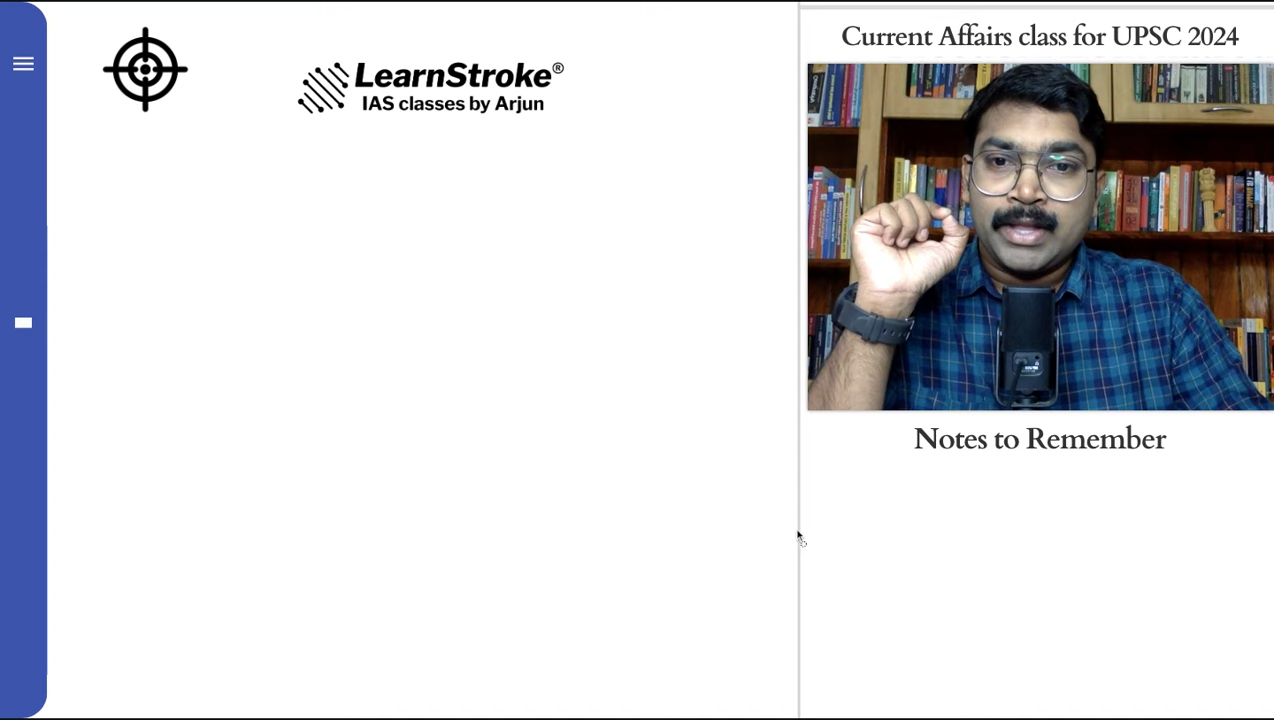 LearnStroke®
IAS classes by Arjun
Current Affairs class for UPSC 2024
Notes to Remember